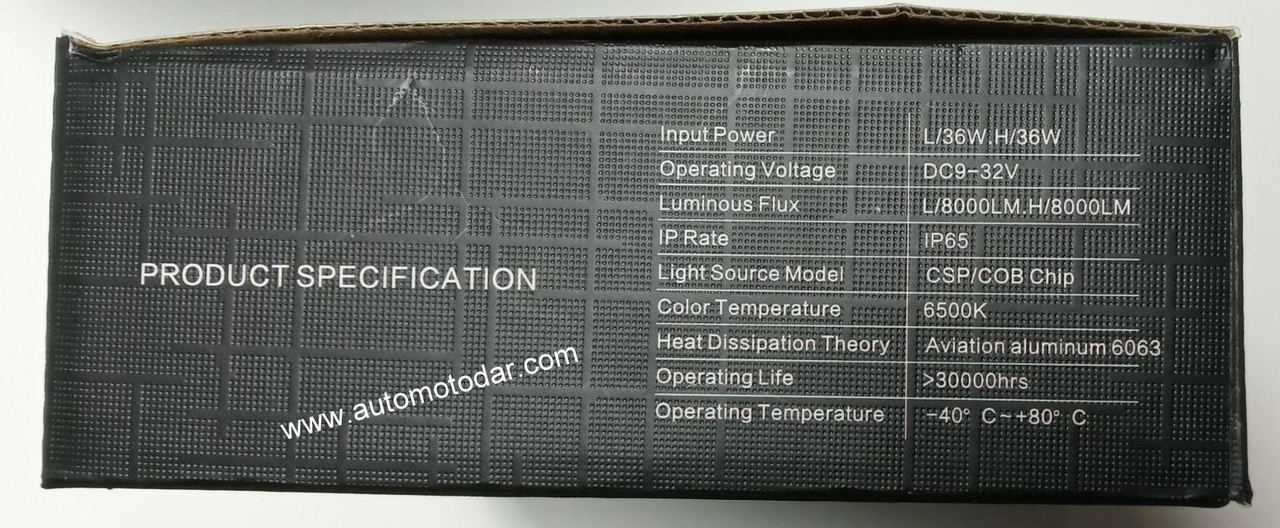 PRODUCT SPECIFICATION
www.automotodar.com
Input Power L/36W.H/36W
Operating Voltage DC9-32V
Luminous Flux L/8000LM.H/8000LM
IP Rate IP65
Light Source Model CSP/COB Chip
Color Temperature 6500K
Heat Dissipation Theory Aviation aluminum 6063
Operating Life >30000hrs
Operating Temperature -40° C~+80° C